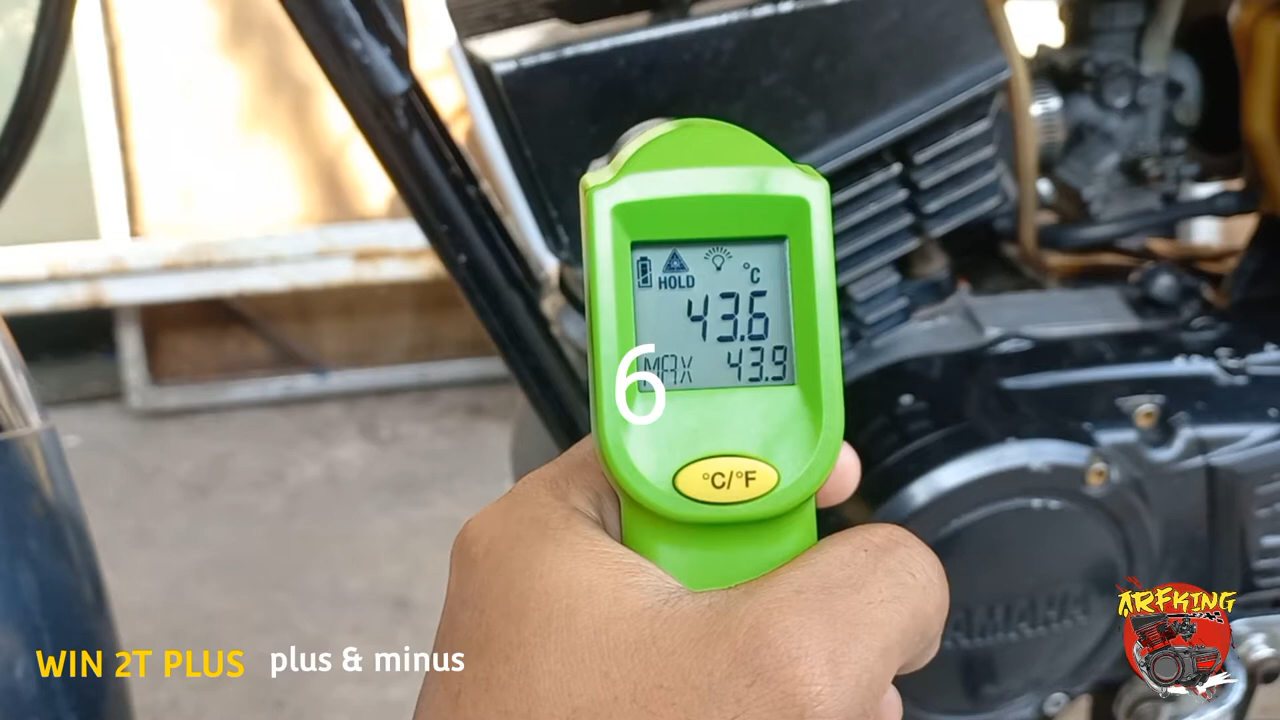 °C
HOLD
43.6
MAX 43.9
6
°C/°F
YAMAHA
ARFKING
WIN 2T PLUS plus & minus